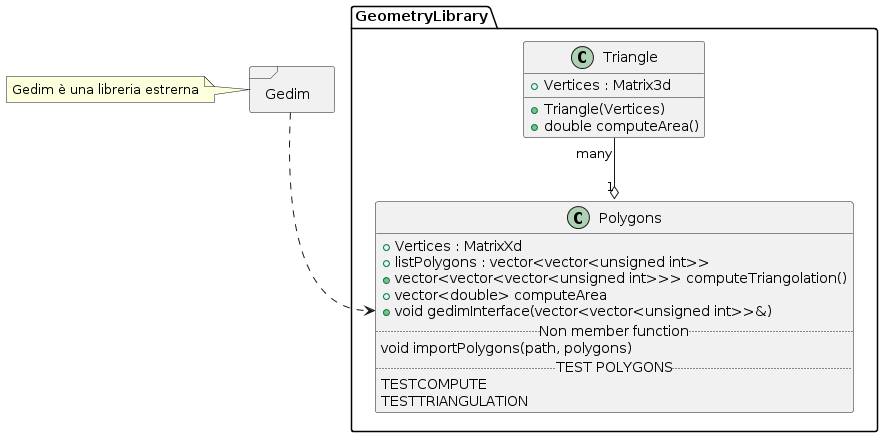 GeometryLibrary
C Triangle
Vertices : Matrix3d
Triangle(Vertices)
double computeArea()
Gedim è una libreria estrerna
Gedim
many
1
C Polygons
Vertices : MatrixXd
listPolygons : vector<vector<unsigned int>>
vector<vector<vector<unsigned int>>> computeTriangolation()
vector<double> computeArea
void gedimInterface(vector<vector<unsigned int>>&)
Non member function
void importPolygons(path, polygons)
TEST POLYGONS
TESTCOMPUTE
TESTTRIANGULATION